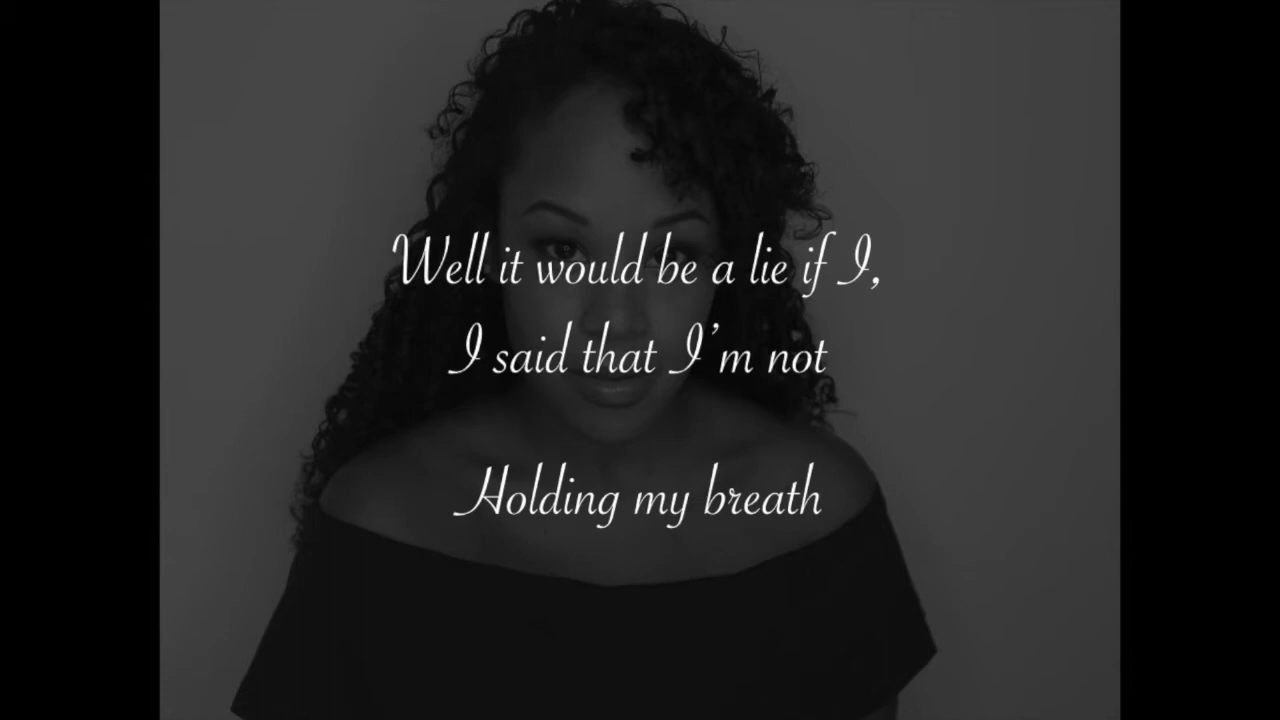 Well it would be a lie if I,
I said that I'm not
Holding my breath